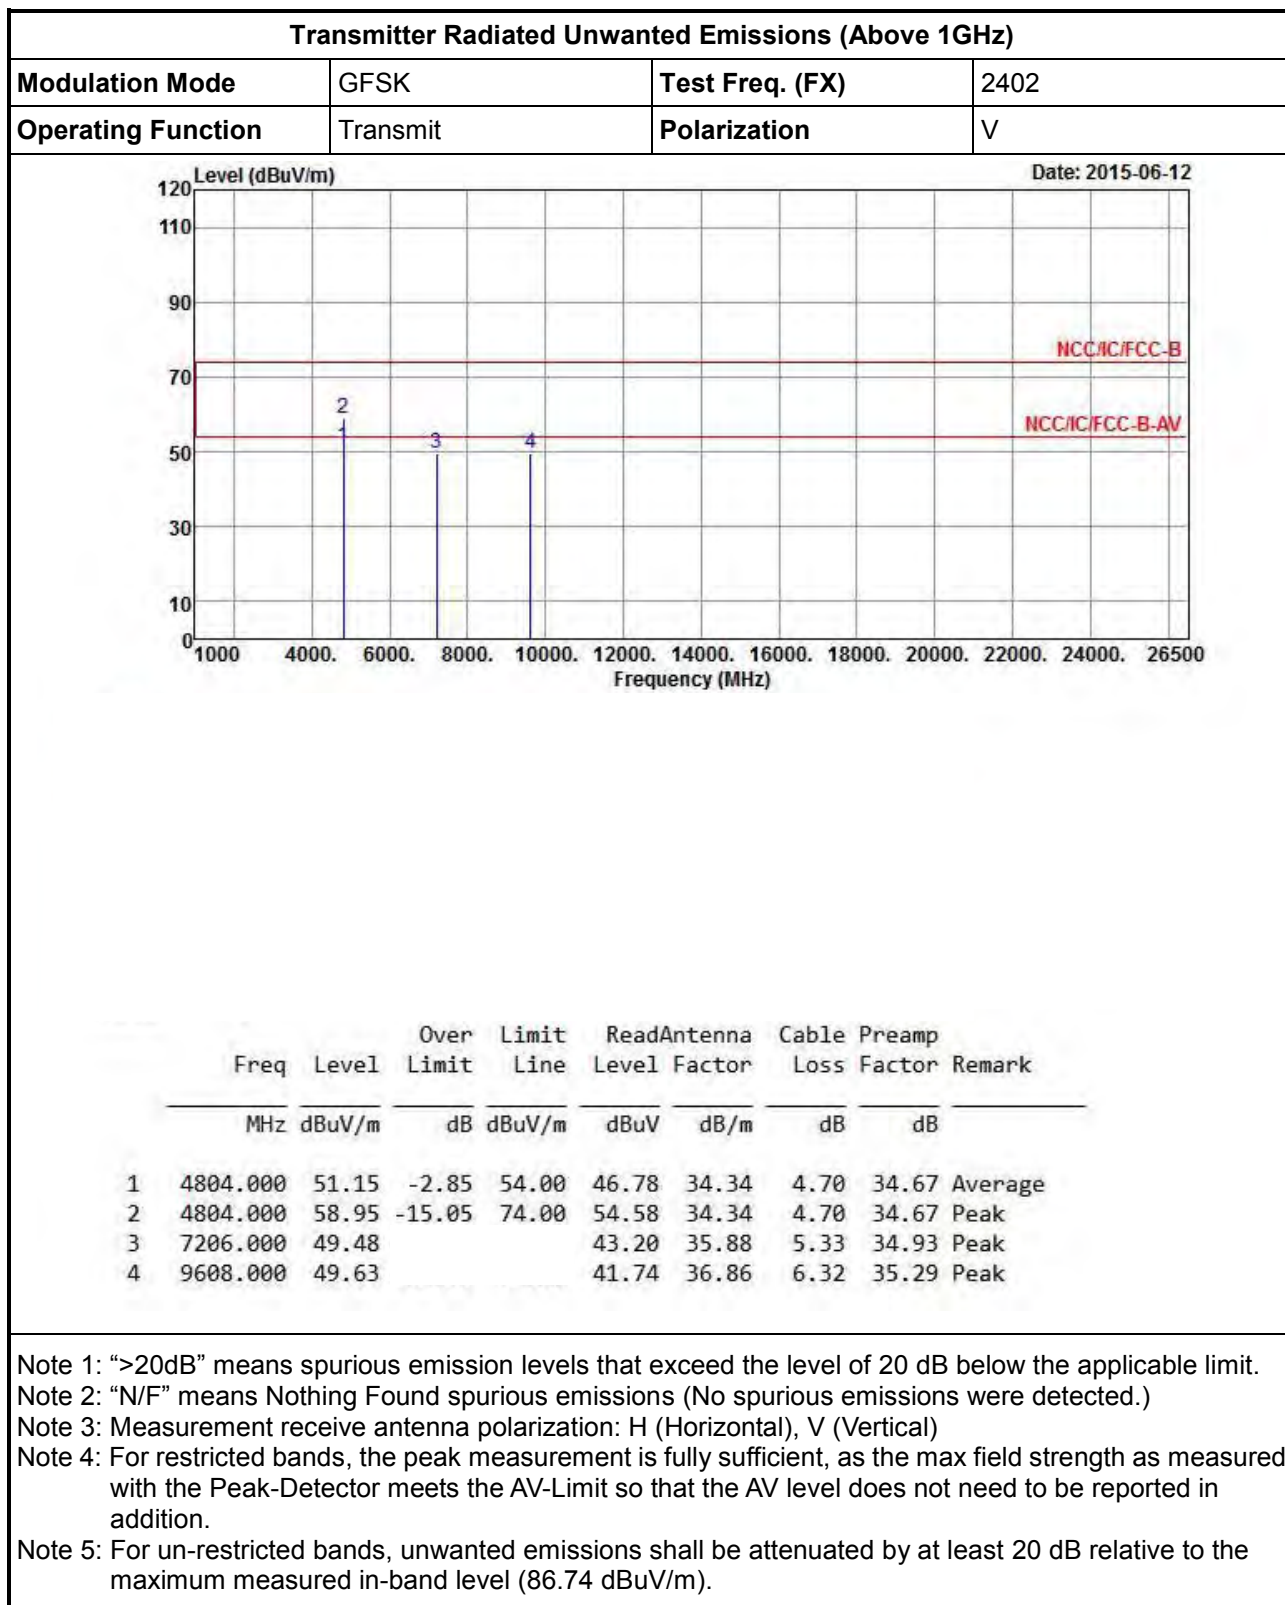 Transmitter Radiated Unwanted Emissions (Above 1GHz)
Modulation Mode GFSK Test Freq. (FX) 2402
Operating Function Transmit Polarization V
Level (dBuV/m) Date: 2015-06-12
120
110
90
NCC/IC/FCC-B
70
2
NCC/IC/FCC-B-AV
1 3 4
50
30
10
0
1000 4000. 6000. 8000. 10000. 12000. 14000. 16000. 18000. 20000. 22000. 24000. 26500
Frequency (MHz)
Over Limit ReadAntenna Cable Preamp
Freq Level Limit Line Level Factor Loss Factor Remark
MHz dBuV/m dB dBuV/m dBuV dB/m dB dB
1 4804.000 51.15 -2.85 54.00 46.78 34.34 4.70 34.67 Average
2 4804.000 58.95 -15.05 74.00 54.58 34.34 4.70 34.67 Peak
3 7206.000 49.48 43.20 35.88 5.33 34.93 Peak
4 9608.000 49.63 41.74 36.86 6.32 35.29 Peak
Note 1: “>20dB” means spurious emission levels that exceed the level of 20 dB below the applicable limit.
Note 2: “N/F” means Nothing Found spurious emissions (No spurious emissions were detected.)
Note 3: Measurement receive antenna polarization: H (Horizontal), V (Vertical)
Note 4: For restricted bands, the peak measurement is fully sufficient, as the max field strength as measured
with the Peak-Detector meets the AV-Limit so that the AV level does not need to be reported in
addition.
Note 5: For un-restricted bands, unwanted emissions shall be attenuated by at least 20 dB relative to the
maximum measured in-band level (86.74 dBuV/m).